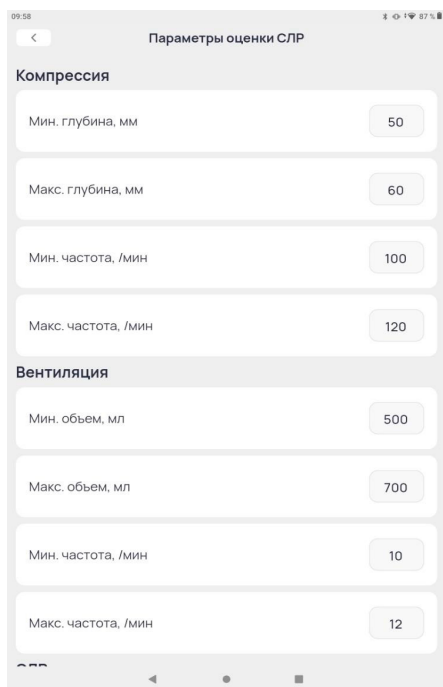 09:58
87 %
Параметры оценки СЛР
Компрессия
Мин. глубина, мм
50
Макс. глубина, мм
60
Мин. частота, /мин
100
Макс. частота, /мин
120
Вентиляция
Мин. объем, мл
500
Макс. объем, мл
700
Мин. частота, /мин
10
Макс. частота, /мин
12